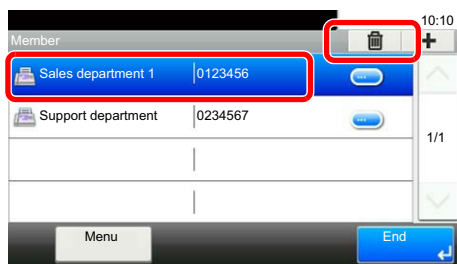 10:10
Member
Sales department 1 0123456
Support department 0234567
1/1
Menu End